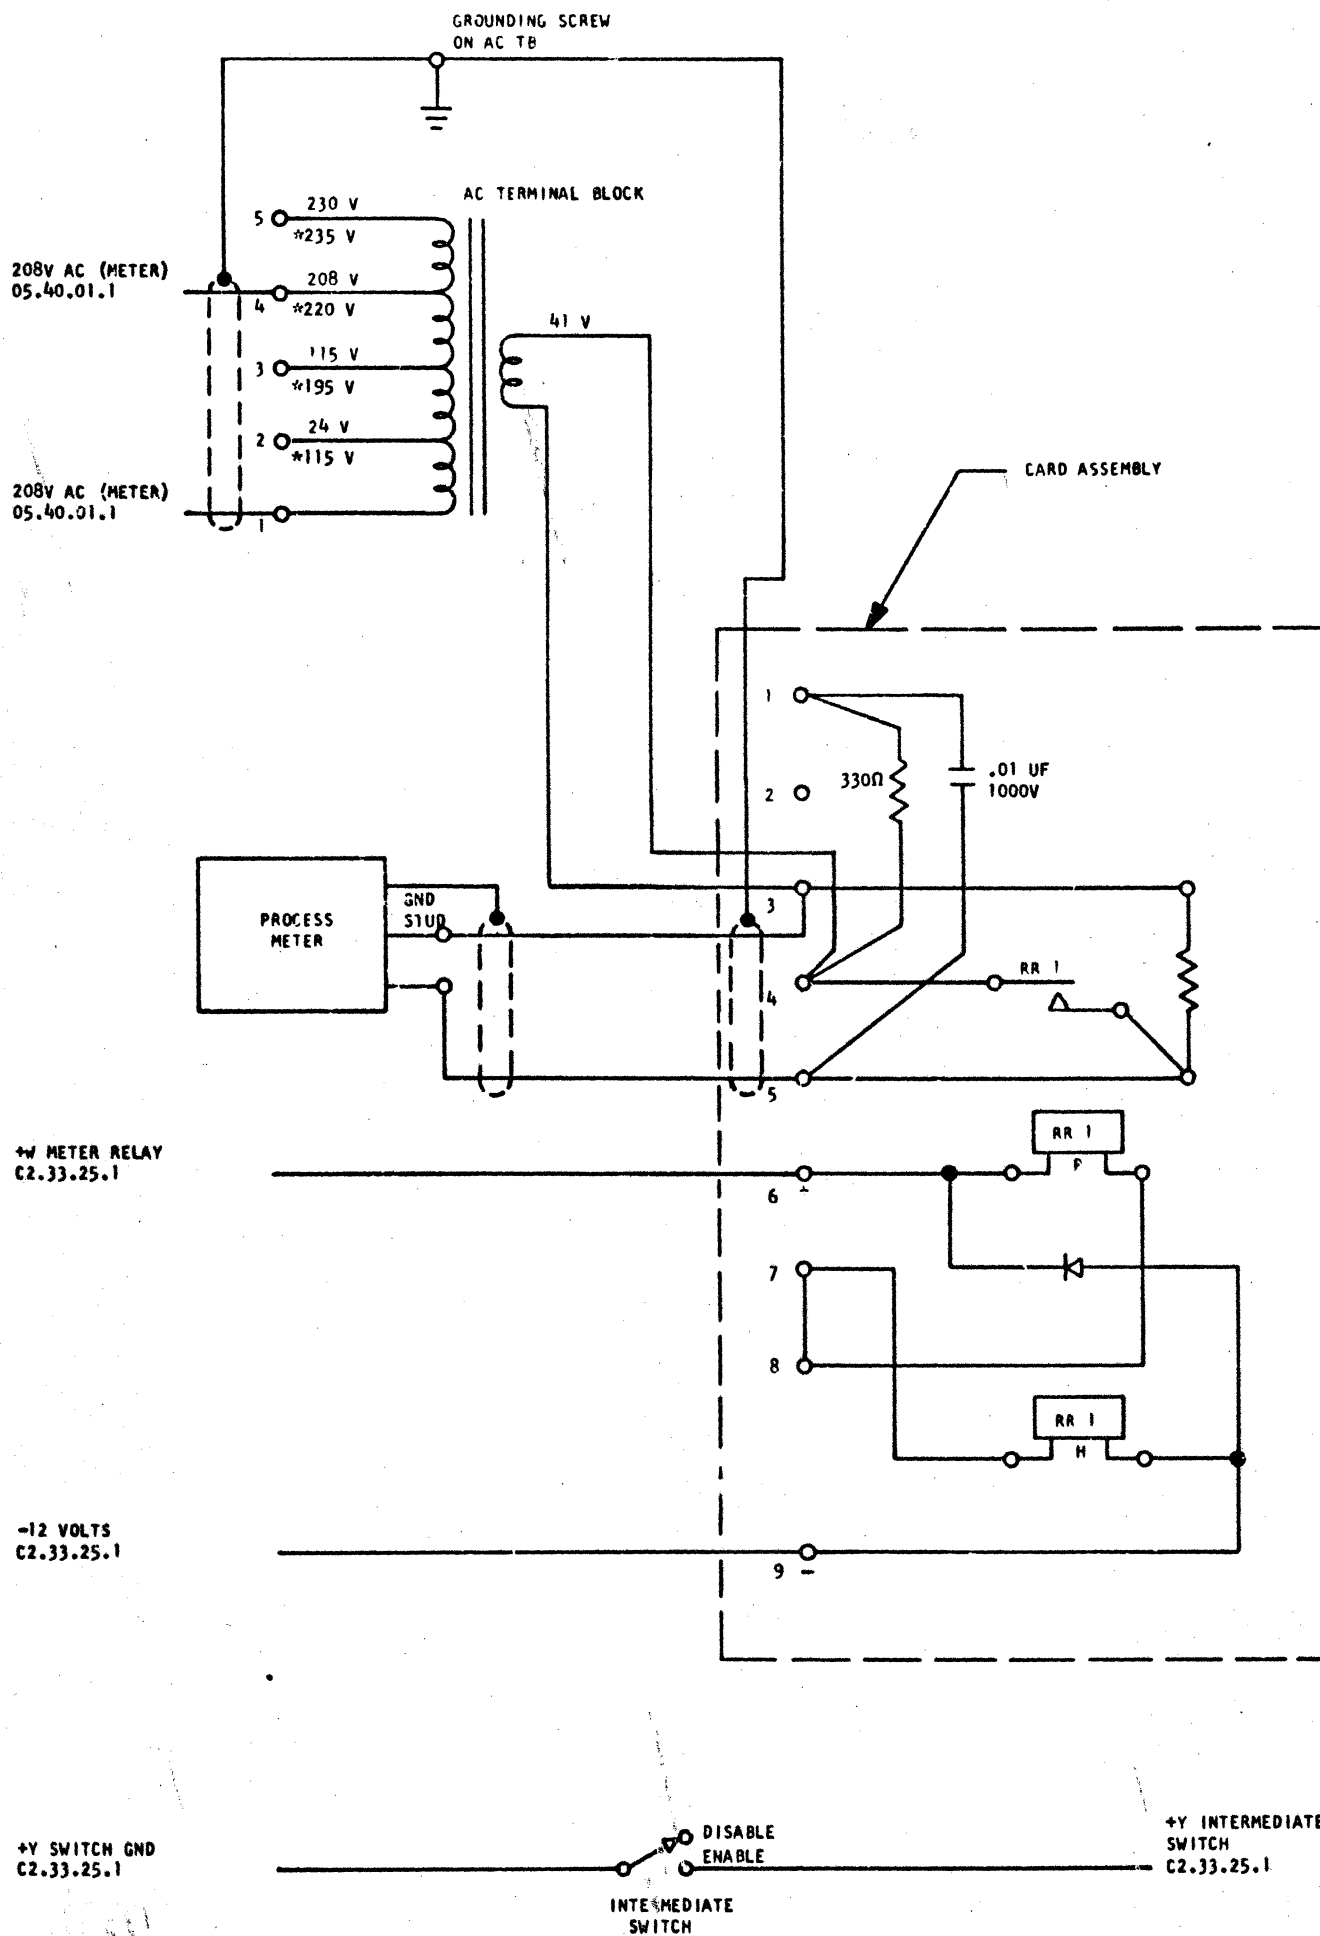 GROUNDING SCREW
ON AC TB
AC TERMINAL BLOCK
5
230 V
*235 V
208V AC (METER)
05.40.01.1
4
208 V
*220 V
41 V
3
115 V
*195 V
2
24 V
*115 V
208V AC (METER)
05.40.01.1
1
CARD ASSEMBLY
1
2
330Ω
.01 UF
1000V
3
GND
STUD
PROCESS
METER
4
RR 1
5
+W METER RELAY
C2.33.25.1
6
RR 1
P
7
8
RR 1
H
-12 VOLTS
C2.33.25.1
9
-
+Y SWITCH GND
C2.33.25.1
DISABLE
ENABLE
INTERMEDIATE
SWITCH
+Y INTERMEDIATE
SWITCH
C2.33.25.1